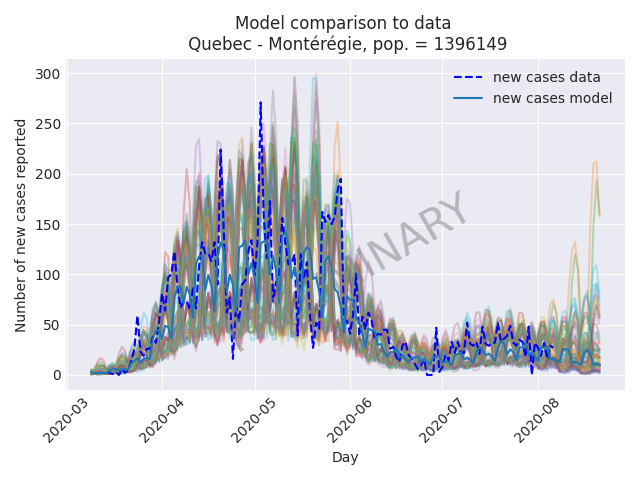 Model comparison to data
Quebec - Montérégie, pop. = 1396149
new cases data
new cases model
Number of new cases reported
300
250
200
150
100
50
0
2020-03
2020-04
2020-05
2020-06
2020-07
2020-08
Day